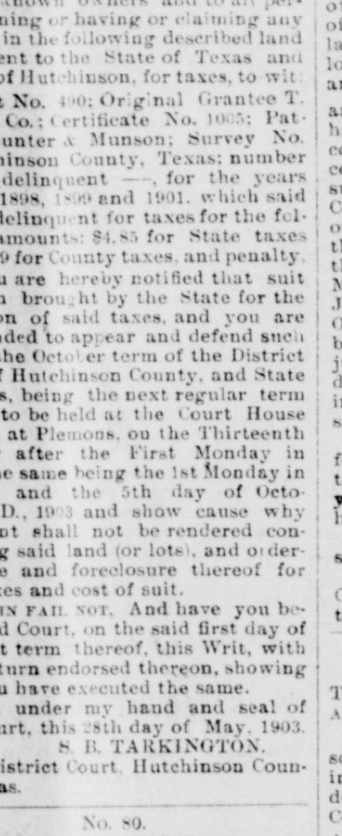 known owners and to all per-
ning or having or claiming any
in the following described land
ent to the State of Texas and
of Hutchinson, for taxes, to wit:
t No. 490; Original Grantee T.
Co.; Certificate No. 1035; Pat-
unter & Munson; Survey No.
hinson County, Texas; number
delinquent —, for the years
1898, 1899 and 1901. which said
delinquent for taxes for the fol-
amounts: $4.85 for State taxes
9 for County taxes, and penalty,
u are hereby notified that suit
n brought by the State for the
on of said taxes, and you are
nded to appear and defend such
he October term of the District
f Hutchinson County, and State
s, being the next regular term
to be held at the Court House
at Plemons, on the Thirteenth
after the First Monday in
e same being the 1st Monday in
and the 5th day of Octo-
D., 1903 and show cause why
nt shall not be rendered con-
g said land (or lots), and order-
e and foreclosure thereof for
es and cost of suit.
IN FAIL NOT, And have you be-
d Court, on the said first day of
t term thereof, this Writ, with
turn endorsed thereon, showing
u have executed the same.
under my hand and seal of
urt, this 28th day of May, 1903.
S. B. TARKINGTON.
istrict Court, Hutchinson Coun-
as.
No. 80.